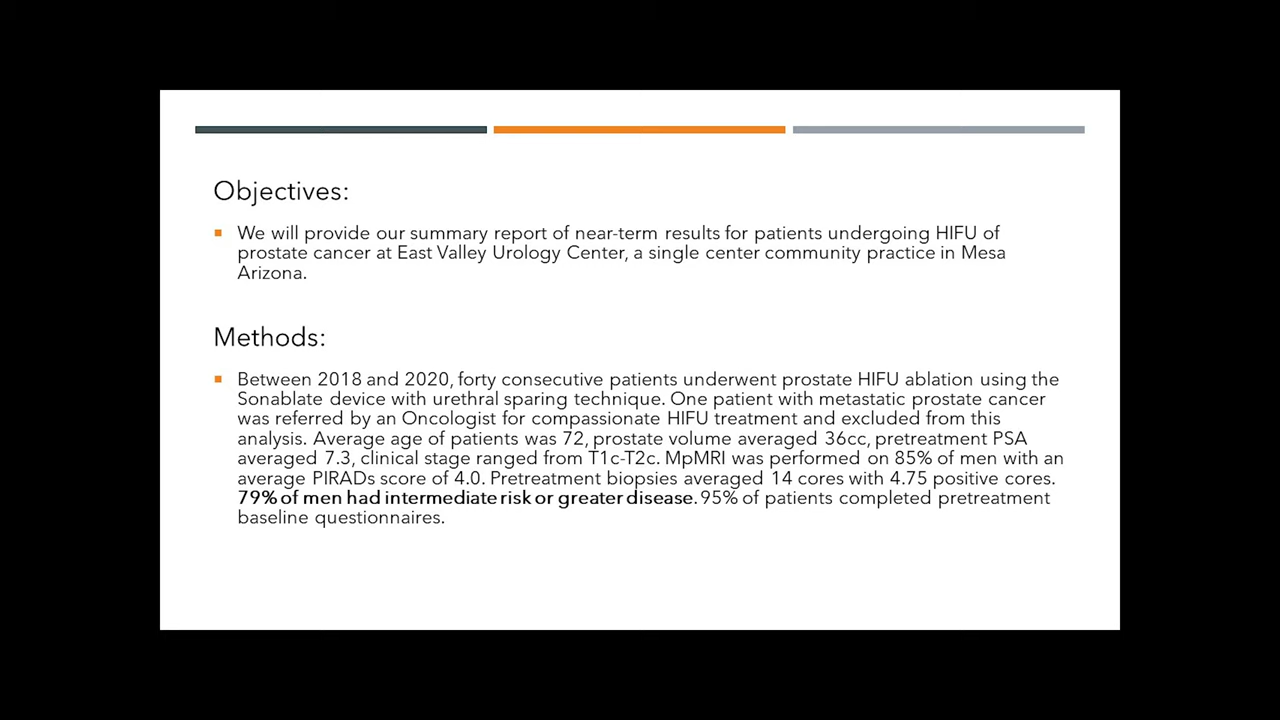 Objectives:
We will provide our summary report of near-term results for patients undergoing HIFU of
prostate cancer at East Valley Urology Center, a single center community practice in Mesa
Arizona.
Methods:
Between 2018 and 2020, forty consecutive patients underwent prostate HIFU ablation using the
Sonablate device with urethral sparing technique. One patient with metastatic prostate cancer
was referred by an Oncologist for compassionate HIFU treatment and excluded from this
analysis. Average age of patients was 72, prostate volume averaged 36cc, pretreatment PSA
averaged 7.3, clinical stage ranged from T1c-T2c. MpMRI was performed on 85% of men with an
average PIRADs score of 4.0. Pretreatment biopsies averaged 14 cores with 4.75 positive cores.
79% of men had intermediate risk or greater disease. 95% of patients completed pretreatment
baseline questionnaires.